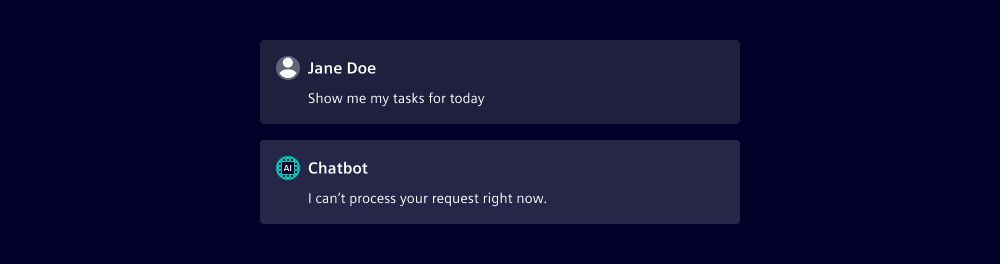 Jane Doe
Show me my tasks for today
AI
Chatbot
I can’t process your request right now.